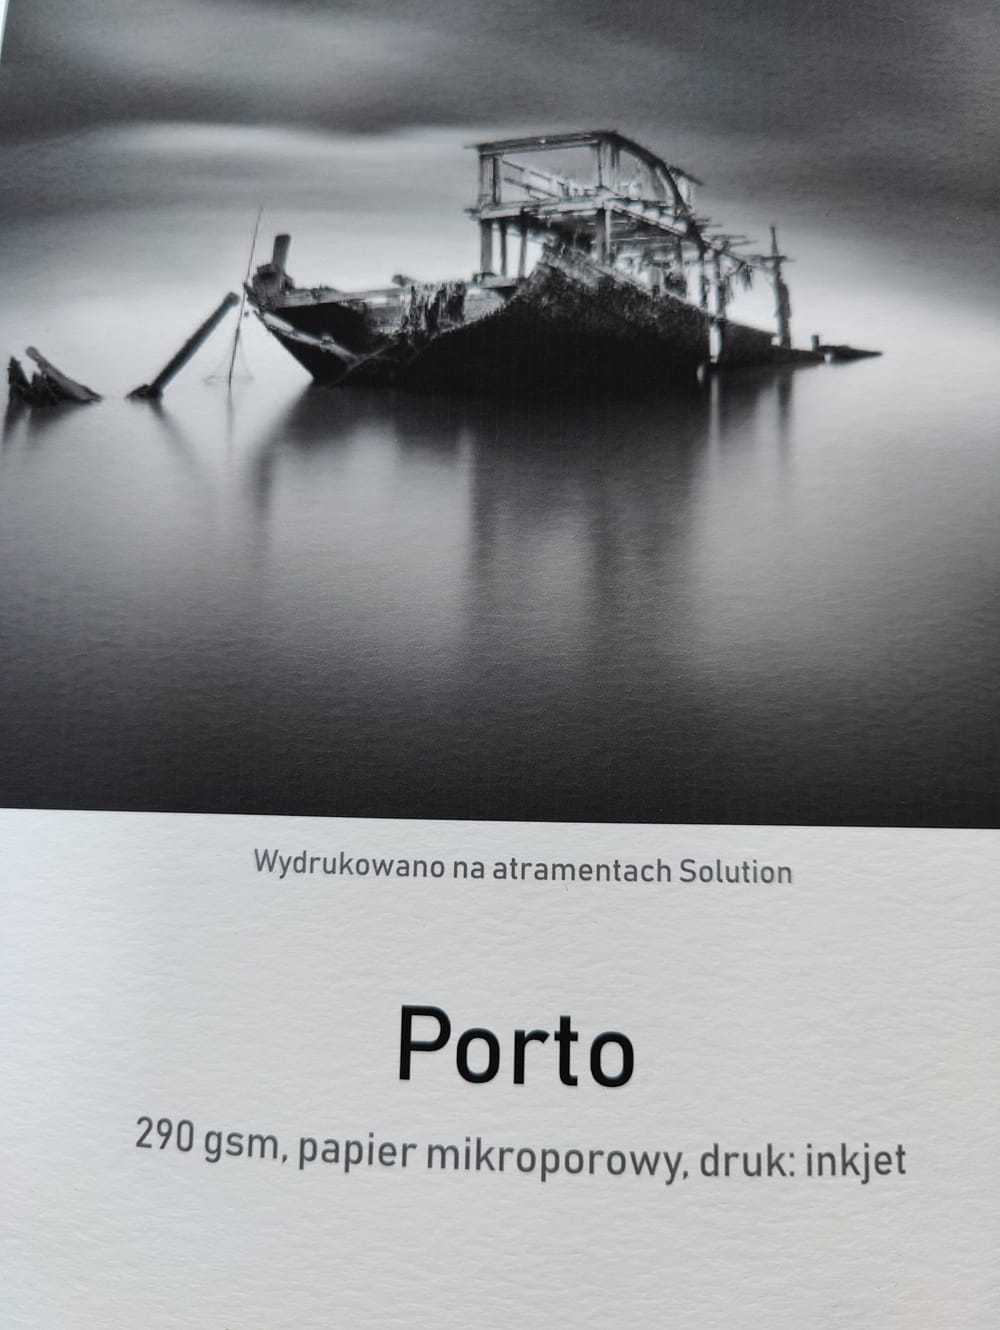 Wydrukowano na atramentach Solution
Porto
290 gsm, papier mikroporowy, druk: inkjet